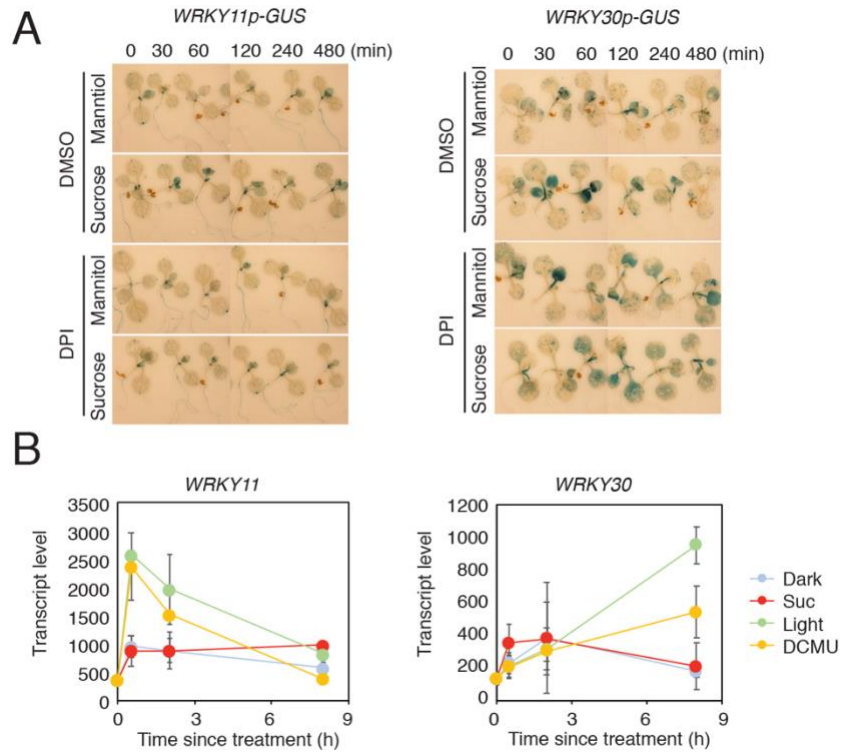 A
WRKY11p-GUS
0 30 60 120 240 480 (min)
DMSO
Manntiol
Sucrose
DPI
Mannitol
Sucrose
WRKY30p-GUS
0 30 60 120 240 480 (min)
DMSO
Manntiol
Sucrose
DPI
Mannitol
Sucrose
B
WRKY11
Transcript level
3500
3000
2500
2000
1500
1000
500
0
0 3 6 9
Time since treatment (h)
WRKY30
Transcript level
1200
1000
800
600
400
200
0
0 3 6 9
Time since treatment (h)
Dark
Suc
Light
DCMU